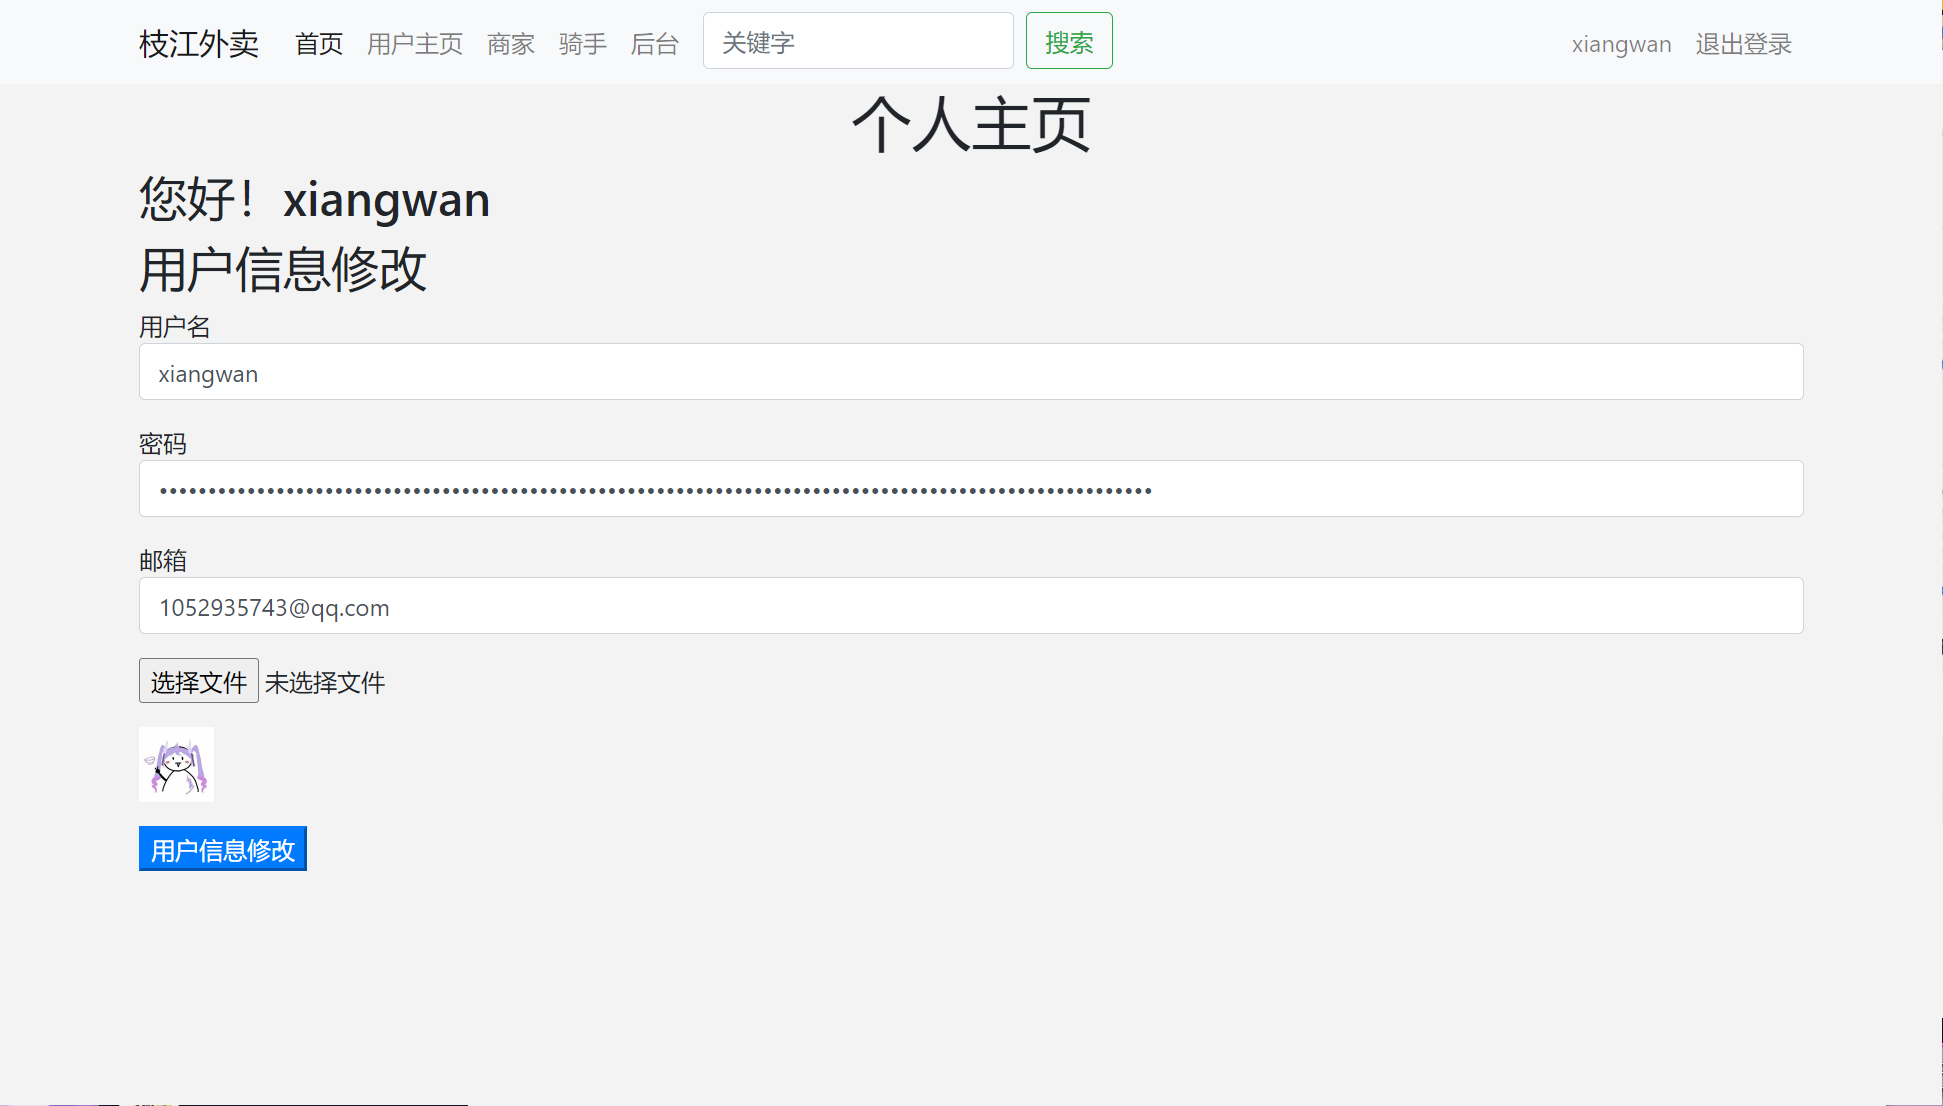 枝江外卖 首页 用户主页 商家 骑手 后台 关键字 搜索 xiangwan 退出登录
个人主页
您好！xiangwan
用户信息修改
用户名
xiangwan
密码
邮箱
1052935743@qq.com
选择文件 未选择文件
用户信息修改